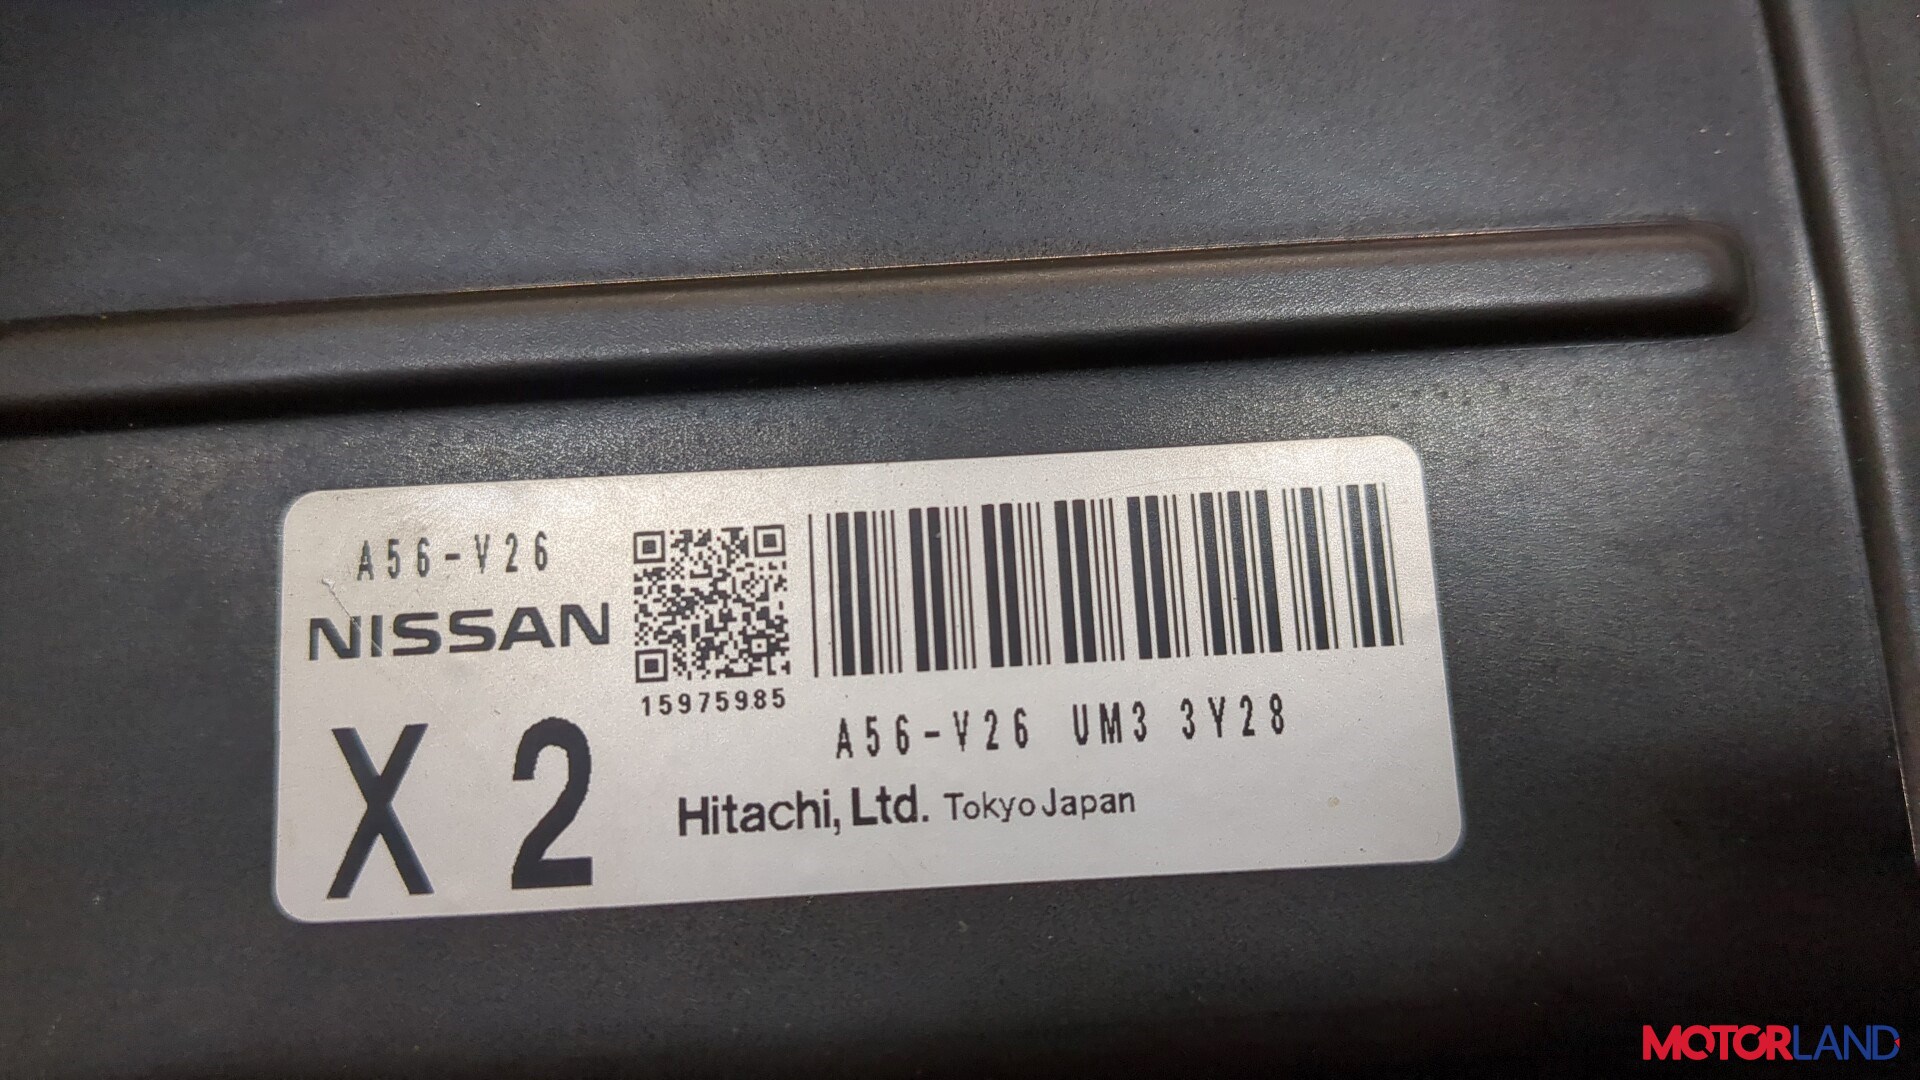 A56-V26
NISSAN
X 2
15975985
A56-V26 UM3 3Y28
Hitachi, Ltd. Tokyo Japan
MOTORLAND